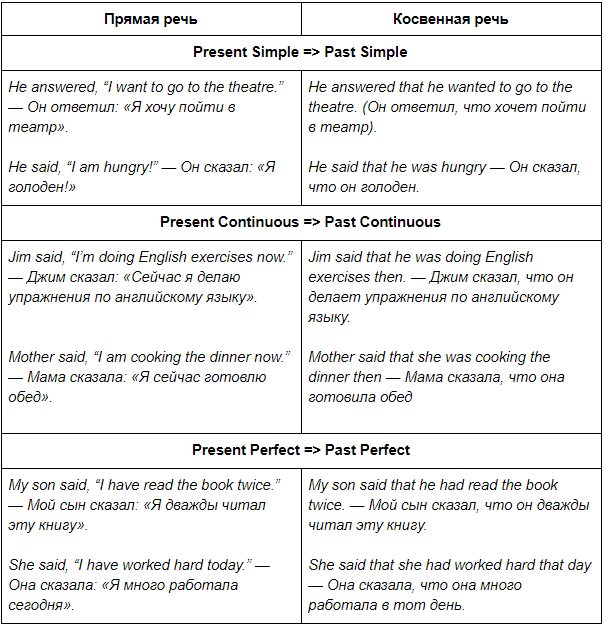 Прямая речь
Косвенная речь
Present Simple => Past Simple
He answered, “I want to go to the theatre.”
— Он ответил: «Я хочу пойти в
театр».
He said, “I am hungry!” — Он сказал: «Я
голоден!»
He answered that he wanted to go to the
theatre. (Он ответил, что хочет пойти
в театр).
He said that he was hungry — Он сказал,
что он голоден.
Present Continuous => Past Continuous
Jim said, “I’m doing English exercises now.”
— Джим сказал: «Сейчас я делаю
упражнения по английскому языку».
Mother said, “I am cooking the dinner now.”
— Мама сказала: «Я сейчас готовлю
обед».
Jim said that he was doing English
exercises then. — Джим сказал, что он
делает упражнения по английскому
языку.
Mother said that she was cooking the
dinner then — Мама сказала, что она
готовила обед
Present Perfect => Past Perfect
My son said, “I have read the book twice.”
— Мой сын сказал: «Я дважды читал
эту книгу».
She said, “I have worked hard today.” —
Она сказала: «Я много работала
сегодня».
My son said that he had read the book
twice. — Мой сын сказал, что он дважды
читал эту книгу.
She said that she had worked hard that day
— Она сказала, что она много
работала в тот день.